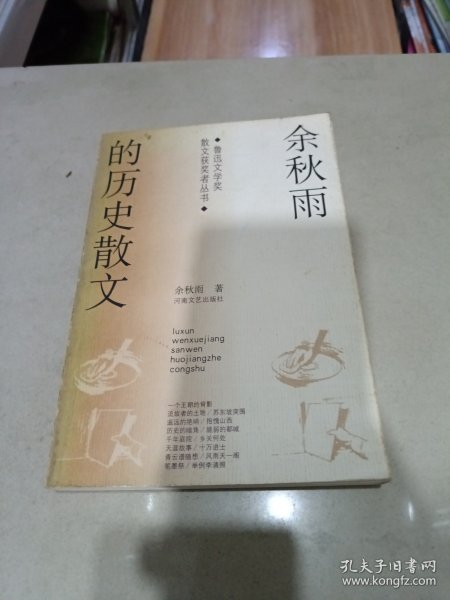 余秋雨
的历史散文
◆鲁迅文学奖
散文获奖者丛书◆
余秋雨 著
河南文艺出版社
luxun
wenxuejiang
sanwen
huojiangzhe
congshu
一个王朝的背影
流放者的土地/苏东坡突围
遥远的绝响/抱愧山西
历史的暗角/脆弱的都城
千年庭院/乡关何处
天涯故事/十万进士
青云谱随想/风雨天一阁
笔墨祭/举例李清照
孔夫子旧书网
www.kongfz.com